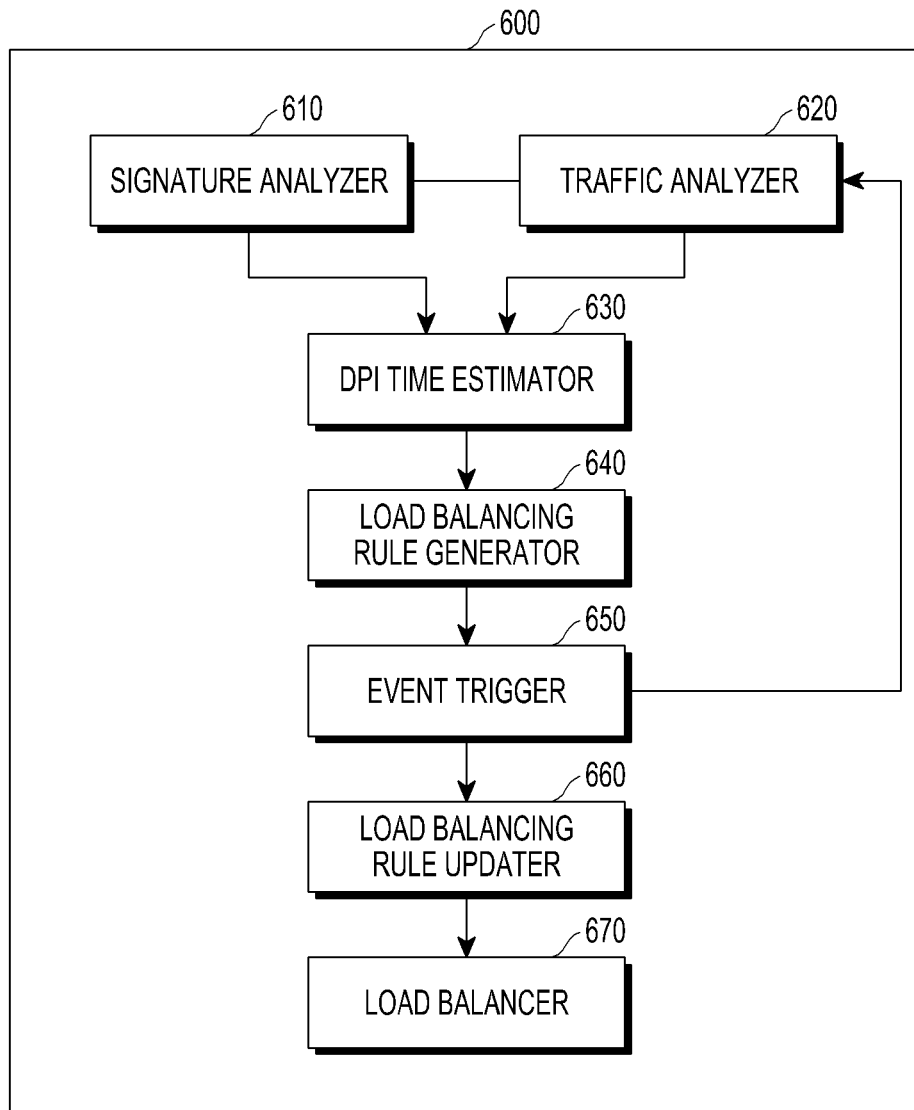 600
610
620
SIGNATURE ANALYZER
TRAFFIC ANALYZER
630
DPI TIME ESTIMATOR
640
LOAD BALANCING
RULE GENERATOR
650
EVENT TRIGGER
660
LOAD BALANCING
RULE UPDATER
670
LOAD BALANCER